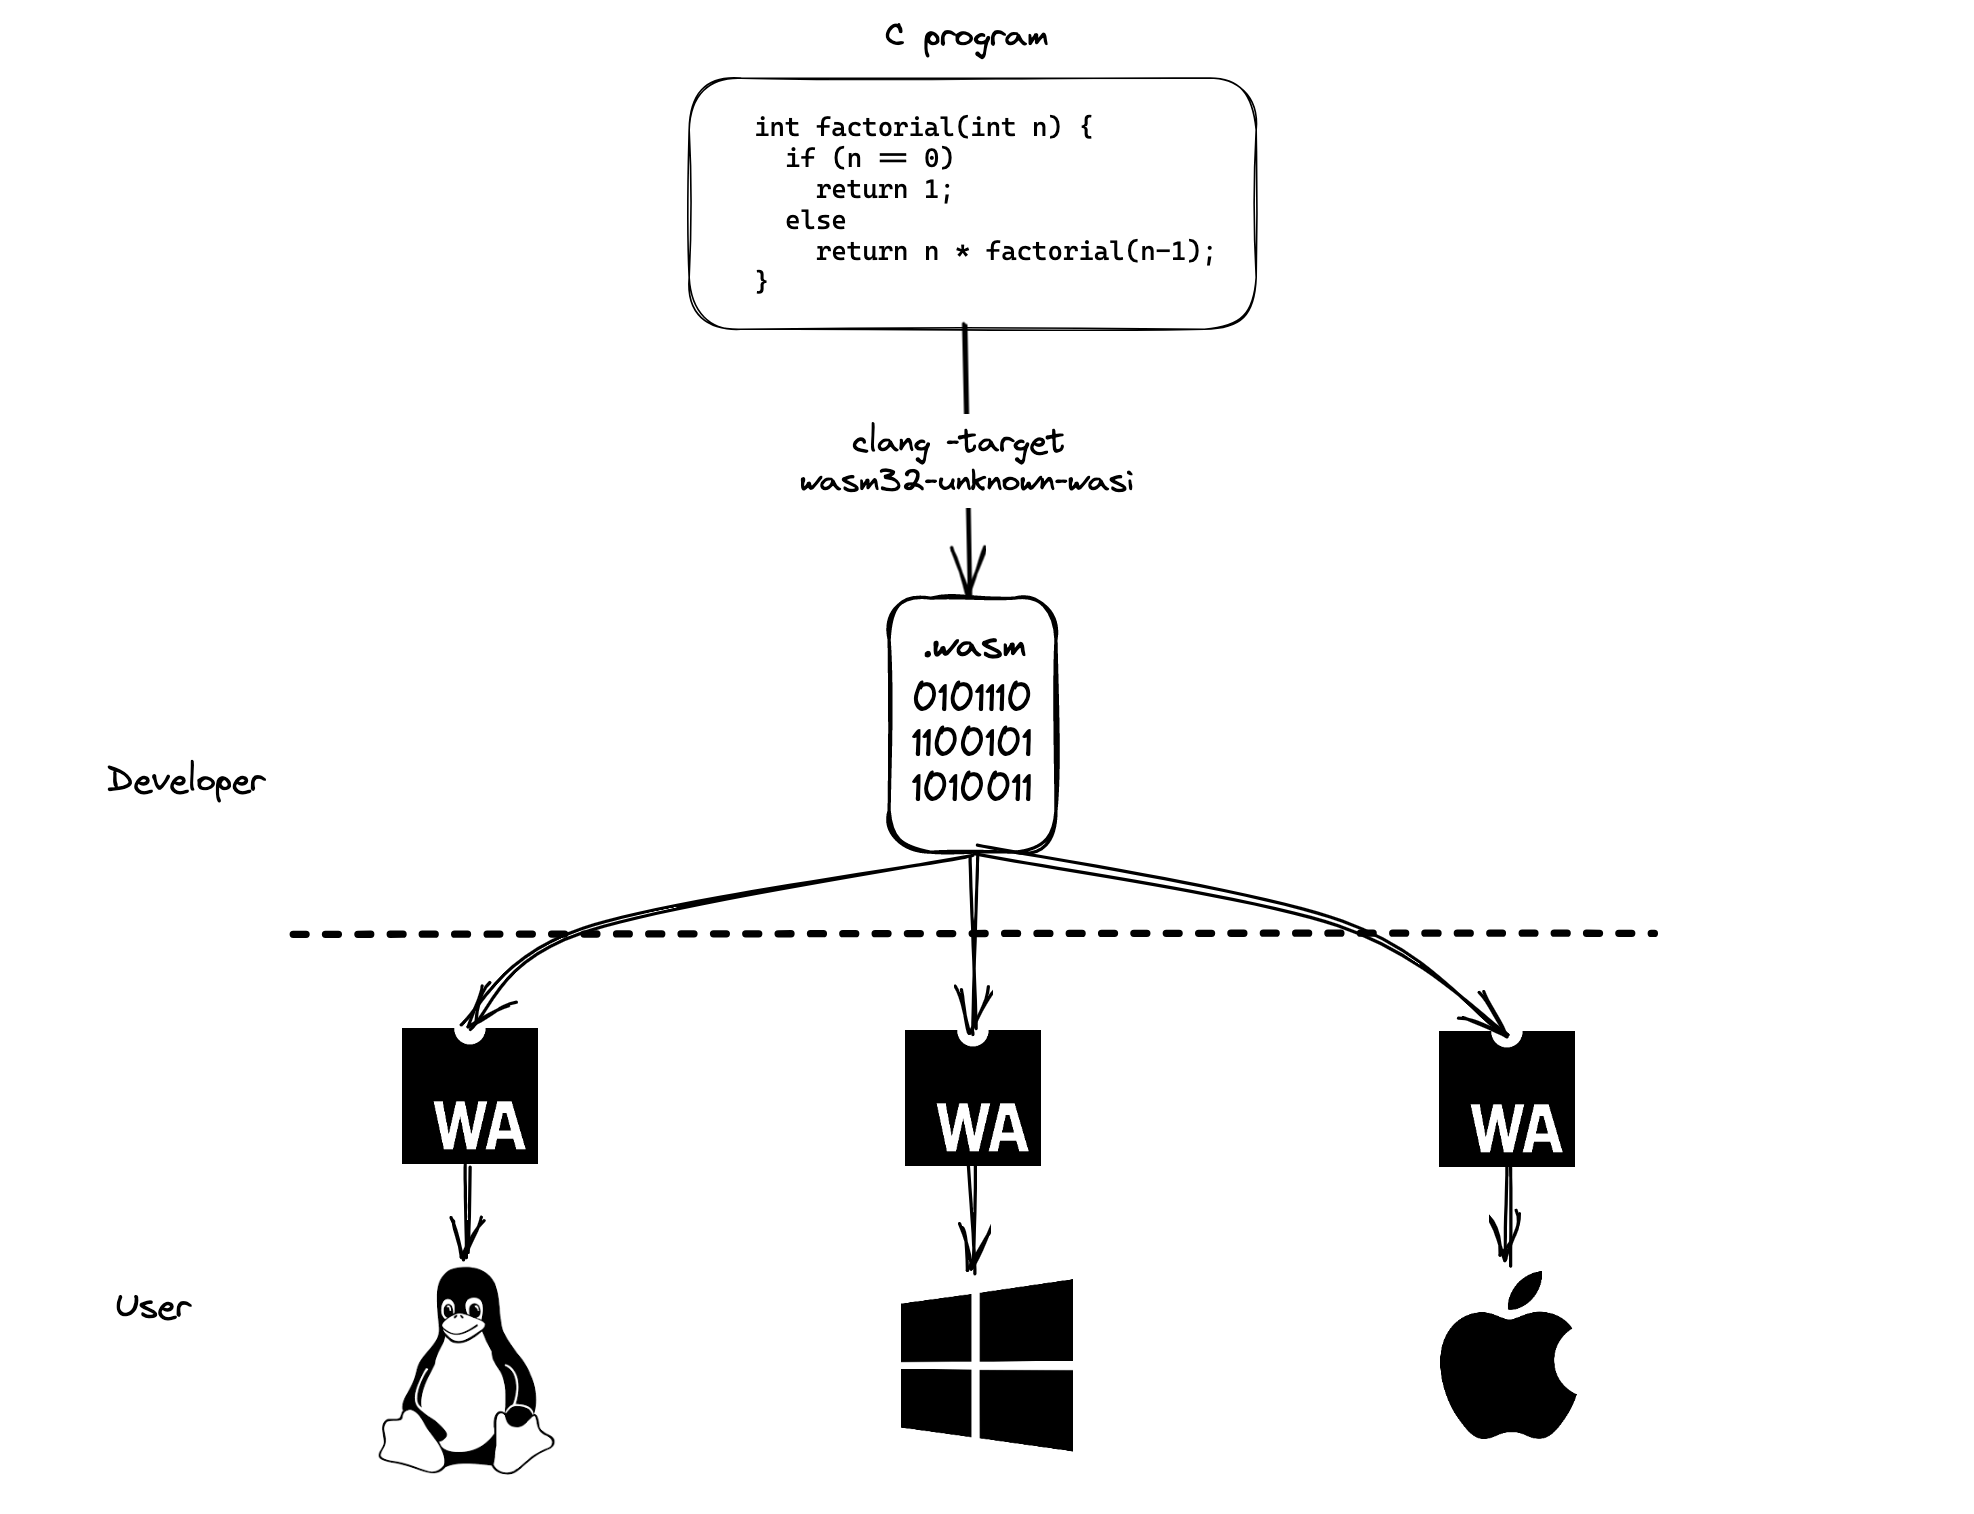 C program
int factorial(int n) {
if (n == 0)
return 1;
else
return n * factorial(n-1);
}
clang -target
wasm32-unknown-wasi
.wasm
0101110
1100101
1010011
Developer
WA
WA
WA
User